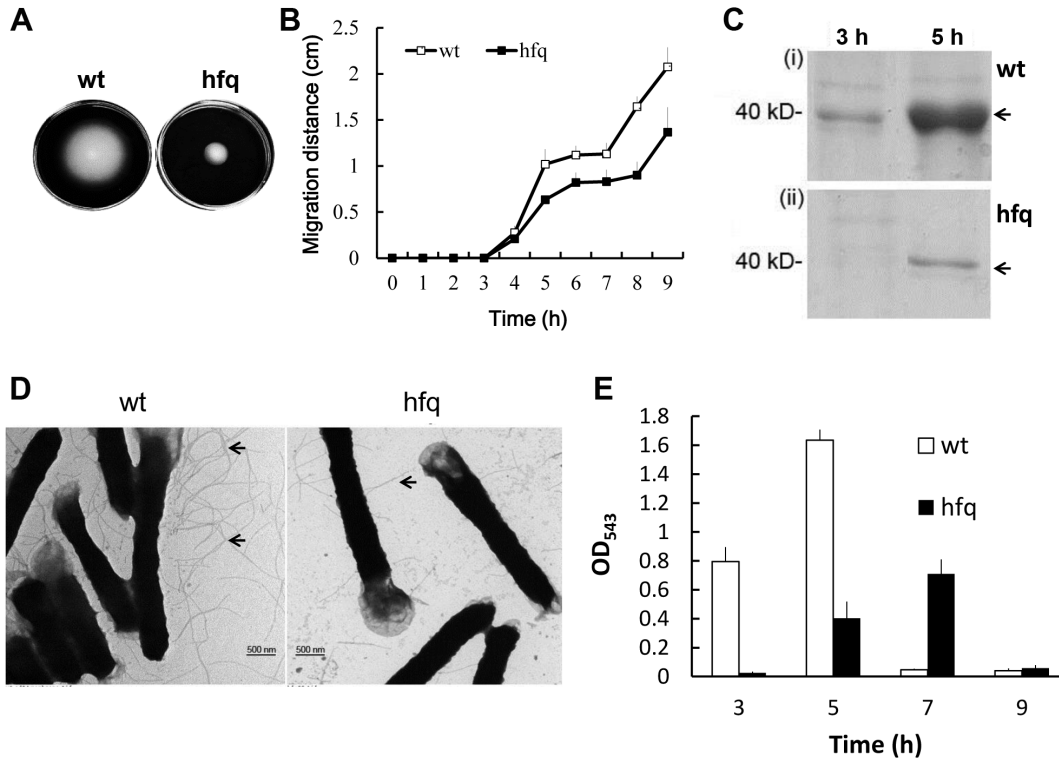 A
wt
hfq
B
wt
hfq
Migration distance (cm)
2.5
2
1.5
1
0.5
0
0
1
2
3
4
5
6
7
8
9
Time (h)
C
3 h
5 h
(i)
wt
40 kD-
(ii)
hfq
40 kD-
D
wt
hfq
500 nm
500 nm
E
wt
hfq
OD543
1.8
1.6
1.4
1.2
1
0.8
0.6
0.4
0.2
0
3
5
7
9
Time (h)